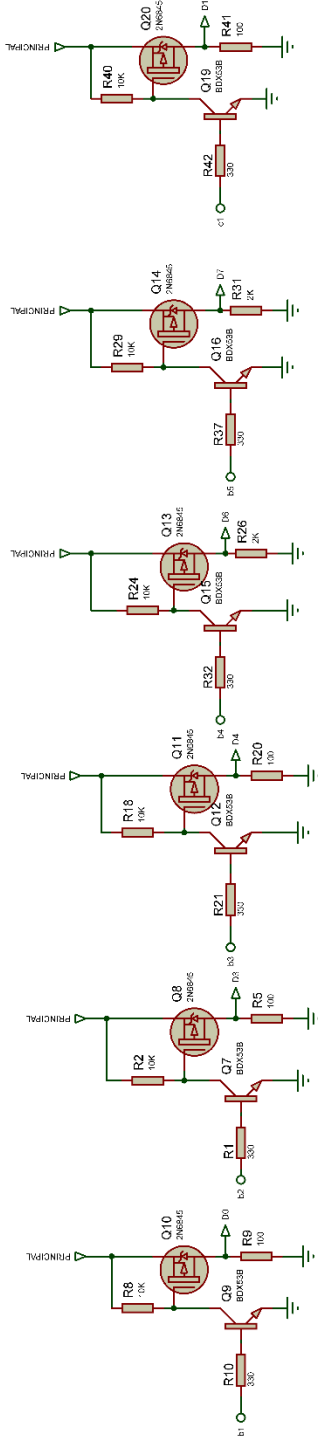 PRINCIPAL
R40
10K
Q20
2N6845
D1
R41
100
Q19
BDX53B
R42
330
c1
PRINCIPAL
R29
10K
Q14
2N6845
D7
R31
2K
Q16
BDX53B
R37
330
b5
PRINCIPAL
R24
10K
Q13
2N6845
D6
R26
2K
Q15
BDX53B
R32
330
b4
PRINCIPAL
R18
10K
Q11
2N6845
D4
R20
100
Q12
BDX53B
R21
330
b3
PRINCIPAL
R2
10K
Q8
2N6845
D3
R5
100
Q7
BDX53B
R1
330
b2
PRINCIPAL
R8
10K
Q10
2N6845
D0
R9
100
Q9
BDX53B
R10
330
b1